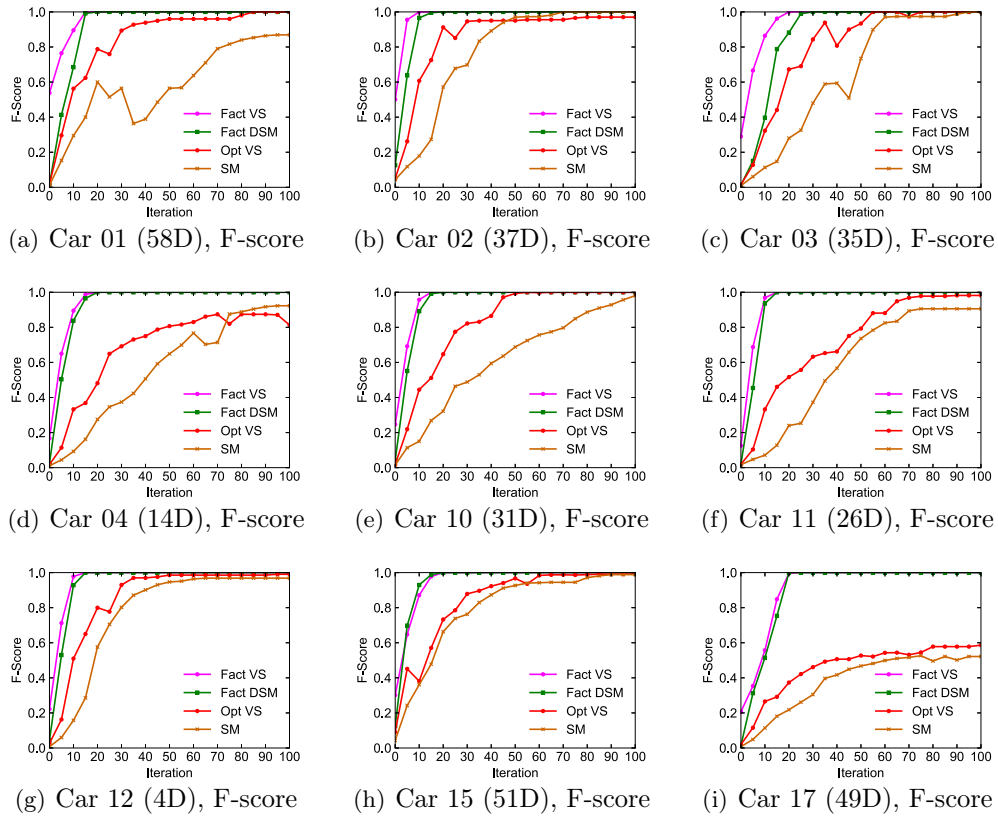 F-Score
1.0
0.8
0.6
0.4
0.2
0.0
Fact VS
Fact DSM
Opt VS
SM
0 10 20 30 40 50 60 70 80 90 100
Iteration
(a) Car 01 (58D), F-score
F-Score
1.0
0.8
0.6
0.4
0.2
0.0
Fact VS
Fact DSM
Opt VS
SM
0 10 20 30 40 50 60 70 80 90 100
Iteration
(b) Car 02 (37D), F-score
F-Score
1.0
0.8
0.6
0.4
0.2
0.0
Fact VS
Fact DSM
Opt VS
SM
0 10 20 30 40 50 60 70 80 90 100
Iteration
(c) Car 03 (35D), F-score
F-Score
1.0
0.8
0.6
0.4
0.2
0.0
Fact VS
Fact DSM
Opt VS
SM
0 10 20 30 40 50 60 70 80 90 100
Iteration
(d) Car 04 (14D), F-score
F-Score
1.0
0.8
0.6
0.4
0.2
0.0
Fact VS
Fact DSM
Opt VS
SM
0 10 20 30 40 50 60 70 80 90 100
Iteration
(e) Car 10 (31D), F-score
F-Score
1.0
0.8
0.6
0.4
0.2
0.0
Fact VS
Fact DSM
Opt VS
SM
0 10 20 30 40 50 60 70 80 90 100
Iteration
(f) Car 11 (26D), F-score
F-Score
1.0
0.8
0.6
0.4
0.2
0.0
Fact VS
Fact DSM
Opt VS
SM
0 10 20 30 40 50 60 70 80 90 100
Iteration
(g) Car 12 (4D), F-score
F-Score
1.0
0.8
0.6
0.4
0.2
0.0
Fact VS
Fact DSM
Opt VS
SM
0 10 20 30 40 50 60 70 80 90 100
Iteration
(h) Car 15 (51D), F-score
F-Score
1.0
0.8
0.6
0.4
0.2
0.0
Fact VS
Fact DSM
Opt VS
SM
0 10 20 30 40 50 60 70 80 90 100
Iteration
(i) Car 17 (49D), F-score